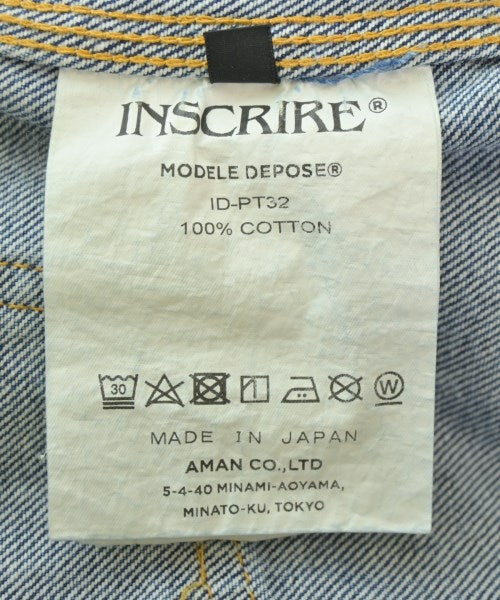 INSCRIRE®
MODELE DEPOSE®
ID-PT32
100% COTTON
30
W
MADE IN JAPAN
AMAN CO.,LTD
5-4-40 MINAMI-AOYAMA,
MINATO-KU, TOKYO